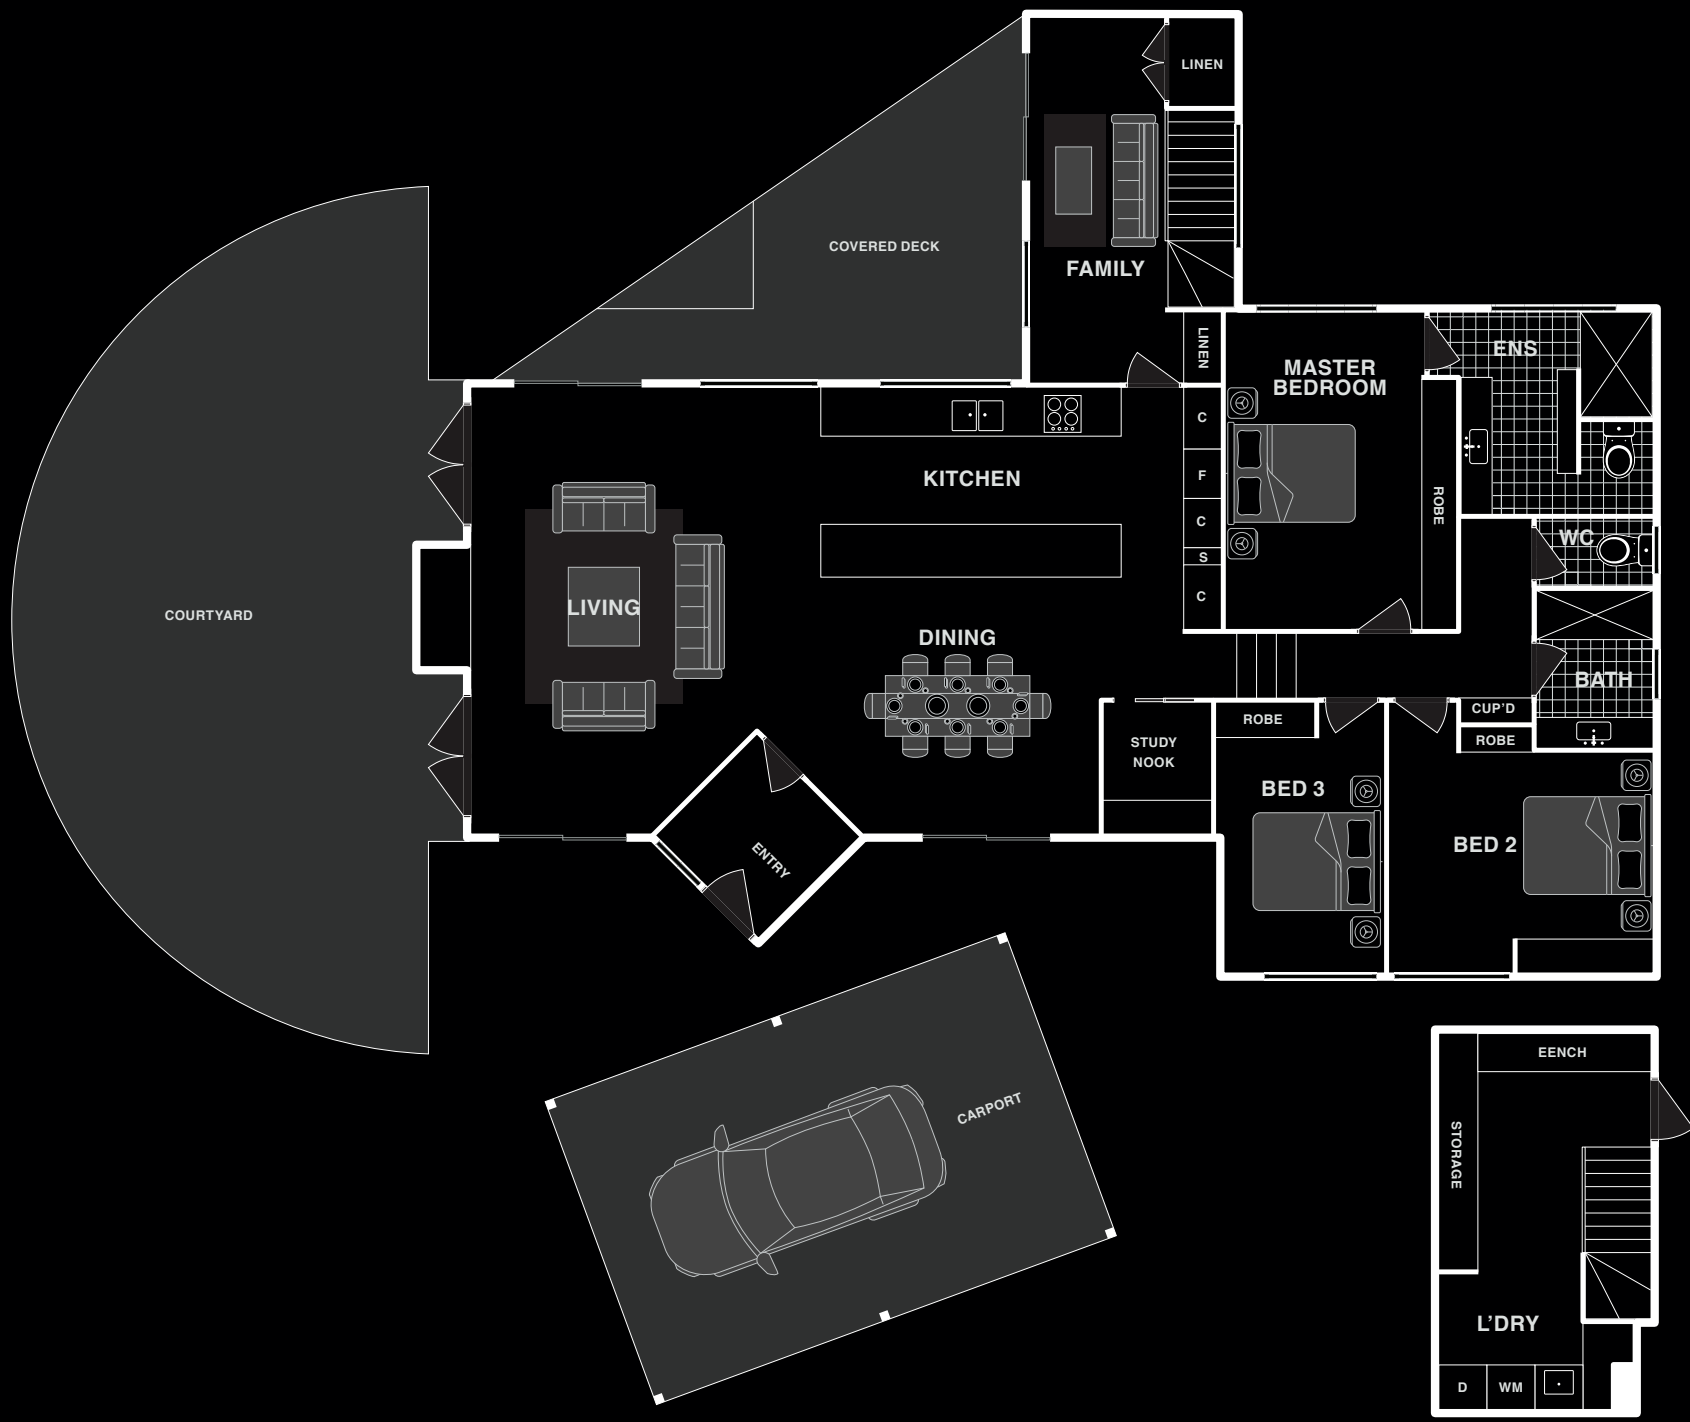 LINEN
COVERED DECK
FAMILY
LINEN
ENS
MASTER
BEDROOM
C
KITCHEN
F
ROBE
C
WC
S
C
LIVING
COURTYARD
DINING
BATH
CUP'D
ROBE
STUDY
NOOK
ROBE
BED 3
BED 2
ENTRY
EENCH
CARPORT
STORAGE
L'DRY
D
WM